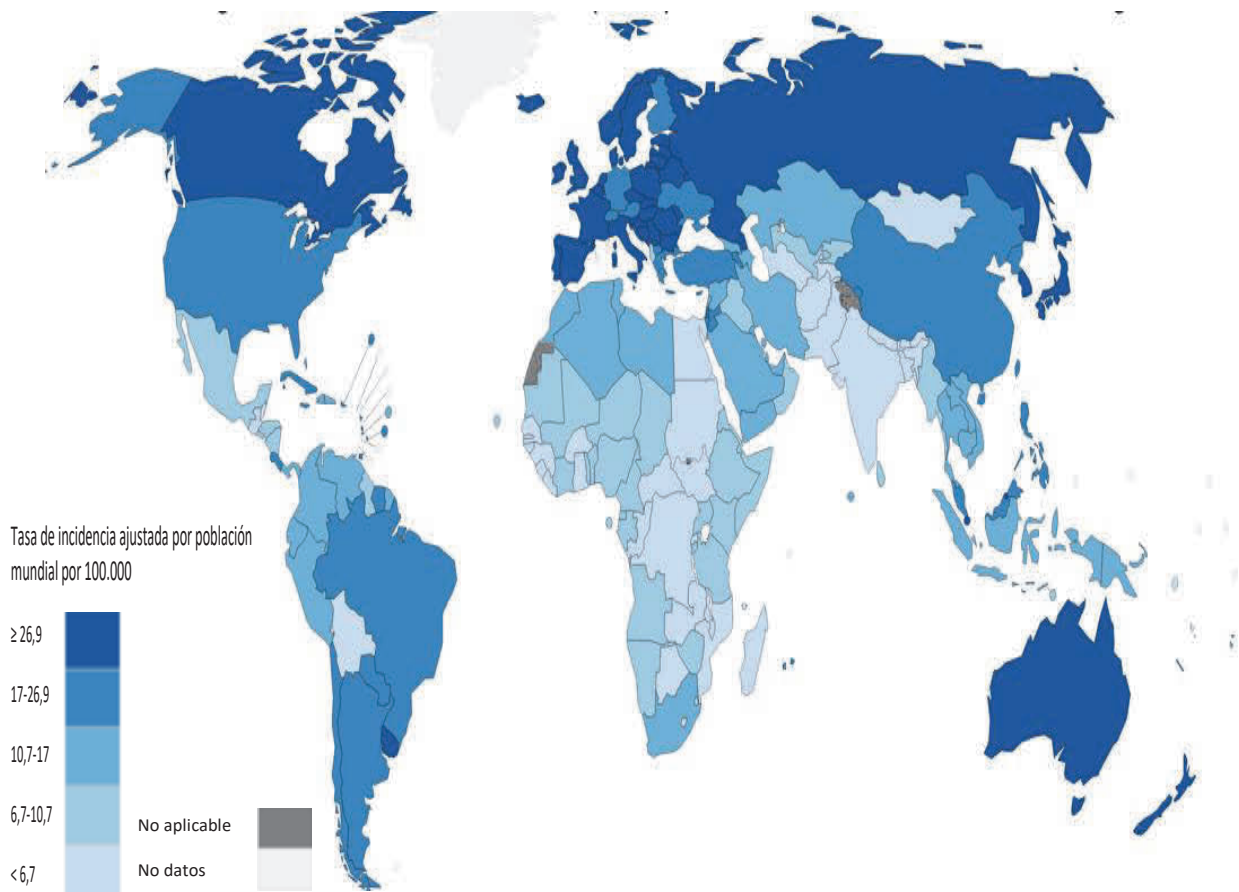 Tasa de incidencia ajustada por población
mundial por 100.000
≥ 26,9
17-26,9
10,7-17
6,7-10,7
< 6,7
No aplicable
No datos